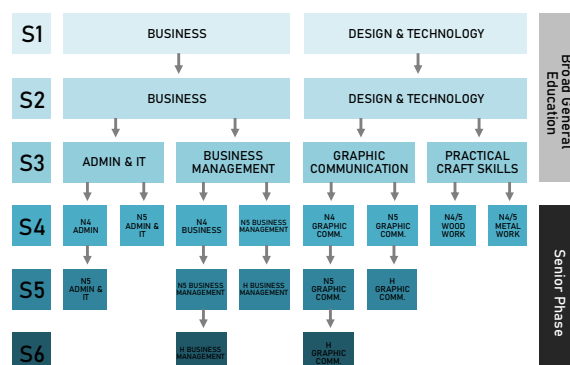 S1
BUSINESS
DESIGN & TECHNOLOGY
Broad General
Education
S2
BUSINESS
DESIGN & TECHNOLOGY
S3
ADMIN & IT
BUSINESS
MANAGEMENT
GRAPHIC
COMMUNICATION
PRACTICAL
CRAFT SKILLS
S4
N4
ADMIN
N5
ADMIN
& IT
N4
BUSINESS
N5 BUSINESS
MANAGEMENT
N4
GRAPHIC
COMM.
N5
GRAPHIC
COMM.
N4/5
WOOD
WORK
N4/5
METAL
WORK
Senior Phase
S5
N5
ADMIN
& IT
N5 BUSINESS
MANAGEMENT
H BUSINESS
MANAGEMENT
N5
GRAPHIC
COMM.
H
GRAPHIC
COMM.
S6
H BUSINESS
MANAGEMENT
H
GRAPHIC
COMM.